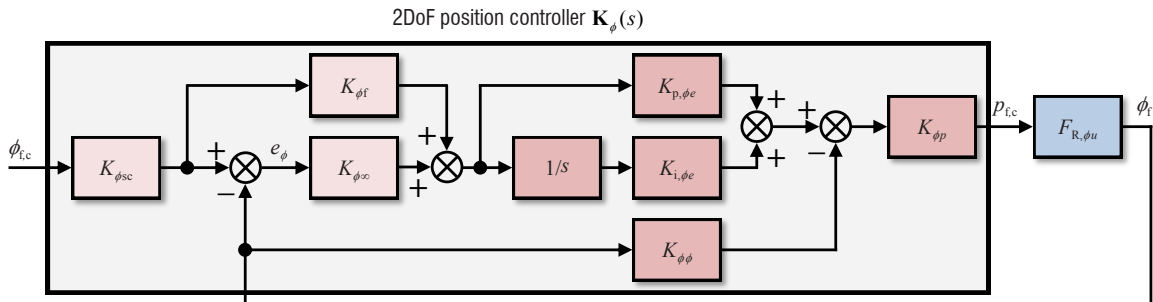 2DoF position controller K_ϕ(s)
K_ϕf
K_p,ϕe
+
+
ϕ_f,c
K_ϕsc
+
−
e_ϕ
K_ϕ∞
+
+
1/s
K_i,ϕe
+
−
K_ϕp
p_f,c
F_R,ϕu
ϕ_f
K_ϕϕ